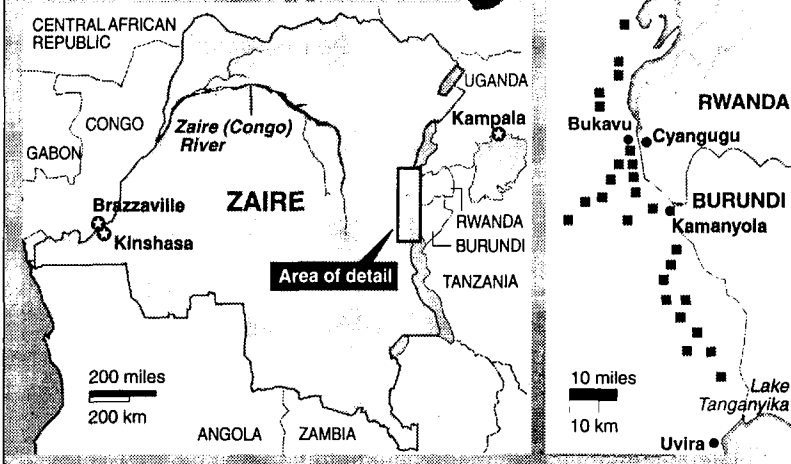 CENTRAL AFRICAN
REPUBLIC
UGANDA
Kampala
CONGO
Zaire (Congo)
River
GABON
ZAIRE
Brazzaville
Kinshasa
RWANDA
BURUNDI
Area of detail
TANZANIA
200 miles
200 km
ANGOLA
ZAMBIA
RWANDA
Bukavu
Cyangugu
BURUNDI
Kamanyola
10 miles
10 km
Lake
Tanganyika
Uvira